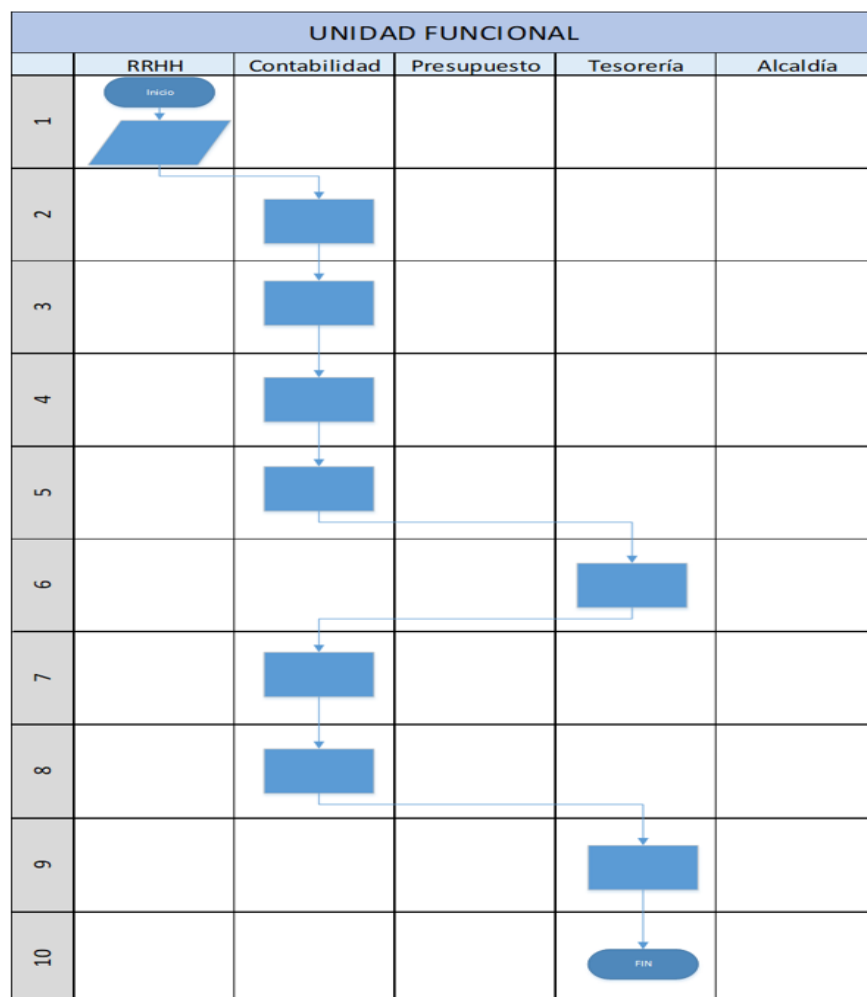 UNIDAD FUNCIONAL
RRHH Contabilidad Presupuesto Tesorería Alcaldía
Inicio
1
2
3
4
5
6
7
8
9
10
FIN